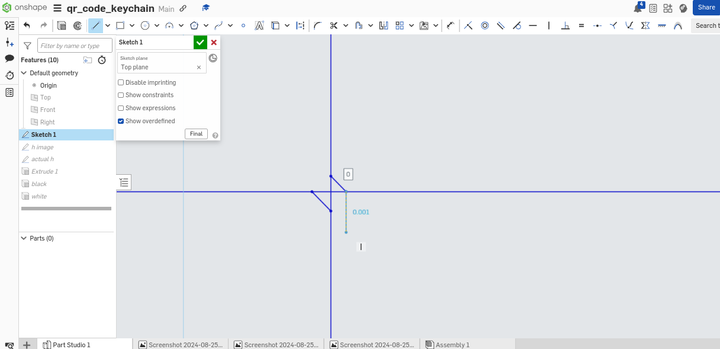 onshape qr_code_keychain Main
4
Share
Search t
Filter by name or type
Features (10)
Default geometry
Origin
Top
Front
Right
Sketch 1
h image
actual h
Extrude 1
black
white
Parts (0)
Sketch 1
Sketch plane
Top plane
Disable imprinting
Show constraints
Show expressions
Show overdefined
Final
0
0.001
Part Studio 1
Screenshot 2024-08-25...
Screenshot 2024-08-25...
Screenshot 2024-08-25...
Assembly 1